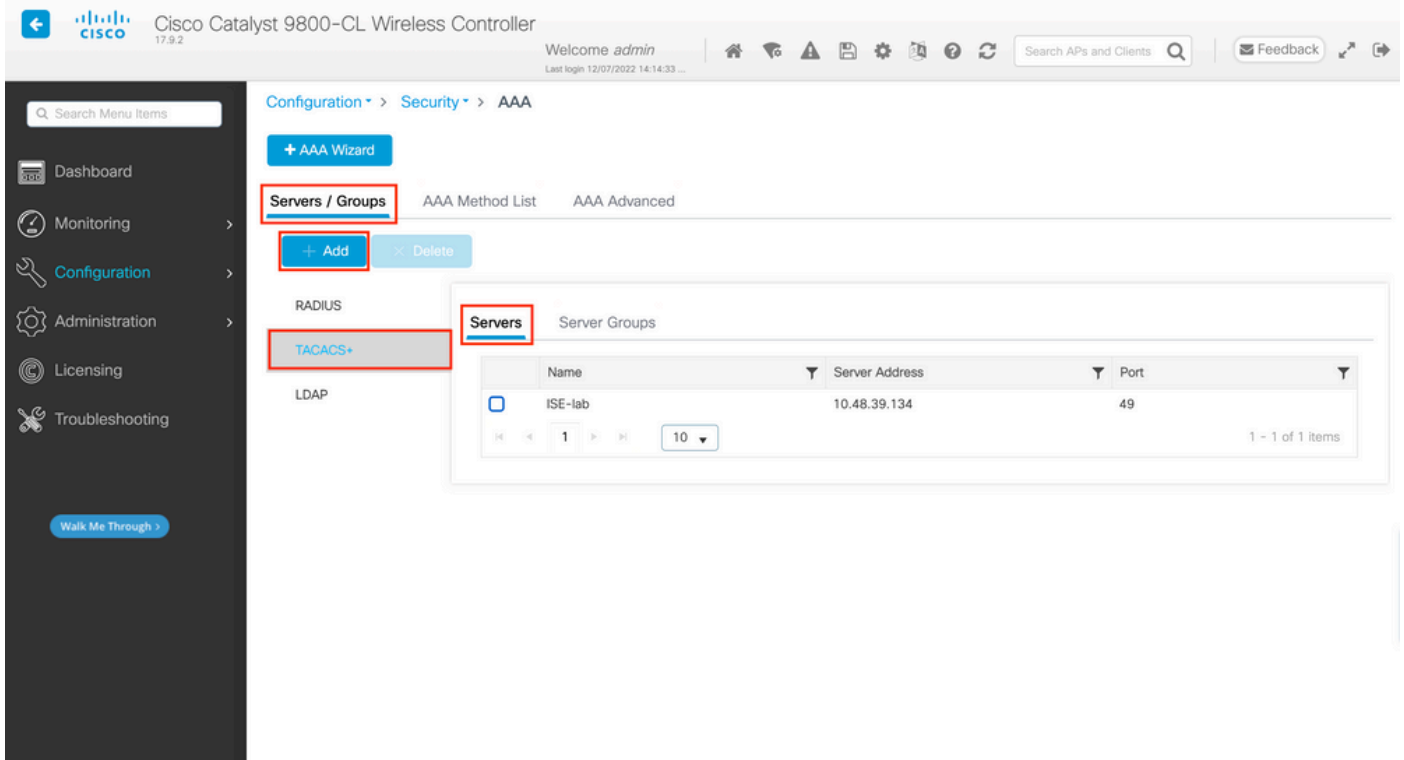 CISCO
Cisco Catalyst 9800-CL Wireless Controller
17.9.2
Welcome admin
Last login 12/07/2022 14:14:33 ...
Search APs and Clients
Feedback
Search Menu Items
Dashboard
Monitoring
Configuration
Administration
Licensing
Troubleshooting
Walk Me Through >
Configuration > Security > AAA
+ AAA Wizard
Servers / Groups AAA Method List AAA Advanced
+ Add × Delete
RADIUS
TACACS+
LDAP
Servers Server Groups
Name Server Address Port
ISE-lab 10.48.39.134 49
1 10 1 - 1 of 1 items